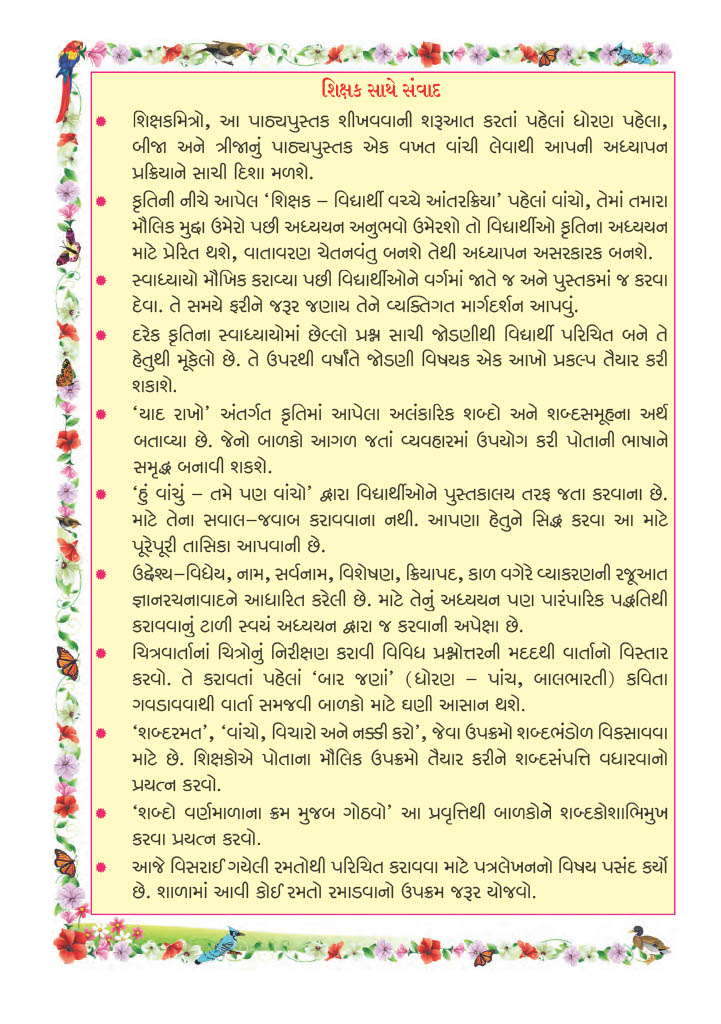 શિક્ષક સાથે સંવાદ
શિક્ષકમિત્રો, આ પાઠ્યપુસ્તક શીખવવાની શરૂઆત કરતાં પહેલાં ધોરણ પહેલા,
બીજા અને ત્રીજાનું પાઠ્યપુસ્તક એક વખત વાંચી લેવાથી આપની અધ્યાપન
પ્રક્રિયાને સાચી દિશા મળશે.
કૃતિની નીચે આપેલ ‘શિક્ષક – વિદ્યાર્થી વચ્ચે આંતરક્રિયા’ પહેલાં વાંચો, તેમાં તમારા
મૌલિક મુદ્દા ઉમેરો પછી અધ્યયન અનુભવો ઉમેરશો તો વિદ્યાર્થીઓ કૃતિના અધ્યયન
માટે પ્રેરિત થશે, વાતાવરણ ચેતનવંતુ બનશે તેથી અધ્યાપન અસરકારક બનશે.
સ્વાધ્યાયો મૌખિક કરાવ્યા પછી વિદ્યાર્થીઓને વર્ગમાં જાતે જ અને પુસ્તકમાં જ કરવા
દેવા. તે સમયે ફરીને જરૂર જણાય તેને વ્યક્તિગત માર્ગદર્શન આપવું.
દરેક કૃતિના સ્વાધ્યાયોમાં છેલ્લો પ્રશ્ન સાચી જોડણીથી વિદ્યાર્થી પરિચિત બને તે
હેતુથી મૂકેલો છે. તે ઉપરથી વર્ષાંતે જોડણી વિષયક એક આખો પ્રકલ્પ તૈયાર કરી
શકાશે.
‘યાદ રાખો’ અંતર્ગત કૃતિમાં આપેલા અલંકારિક શબ્દો અને શબ્દસમૂહના અર્થ
બતાવ્યા છે. જેનો બાળકો આગળ જતાં વ્યવહારમાં ઉપયોગ કરી પોતાની ભાષાને
સમૃદ્ધ બનાવી શકશે.
‘હું વાંચું – તમે પણ વાંચો’ દ્વારા વિદ્યાર્થીઓને પુસ્તકાલય તરફ જતા કરવાના છે.
માટે તેના સવાલ–જવાબ કરાવવાના નથી. આપણા હેતુને સિદ્ધ કરવા આ માટે
પૂરેપૂરી તાસિકા આપવાની છે.
ઉદ્દેશ્ય–વિધેય, નામ, સર્વનામ, વિશેષણ, ક્રિયાપદ, કાળ વગેરે વ્યાકરણની રજૂઆત
જ્ઞાનરચનાવાદને આધારિત કરેલી છે. માટે તેનું અધ્યયન પણ પારંપારિક પદ્ધતિથી
કરાવવાનું ટાળી સ્વયં અધ્યયન દ્વારા જ કરવાની અપેક્ષા છે.
ચિત્રવાર્તાનાં ચિત્રોનું નિરીક્ષણ કરાવી વિવિધ પ્રશ્નોત્તરની મદદથી વાર્તાનો વિસ્તાર
કરવો. તે કરાવતાં પહેલાં ‘બાર જણાં’ (ધોરણ – પાંચ, બાલભારતી) કવિતા
ગવડાવવાથી વાર્તા સમજવી બાળકો માટે ઘણી આસાન થશે.
‘શબ્દરમત’, ‘વાંચો, વિચારો અને નક્કી કરો’, જેવા ઉપક્રમો શબ્દભંડોળ વિકસાવવા
માટે છે. શિક્ષકોએ પોતાના મૌલિક ઉપક્રમો તૈયાર કરીને શબ્દસંપત્તિ વધારવાનો
પ્રયત્ન કરવો.
‘શબ્દો વર્ણમાળાના ક્રમ મુજબ ગોઠવો’ આ પ્રવૃત્તિથી બાળકોને શબ્દકોશાભિમુખ
કરવા પ્રયત્ન કરવો.
આજે વિસરાઈ ગયેલી રમતોથી પરિચિત કરાવવા માટે પત્રલેખનનો વિષય પસંદ કર્યો
છે. શાળામાં આવી કોઈ રમતો રમાડવાનો ઉપક્રમ જરૂર યોજવો.